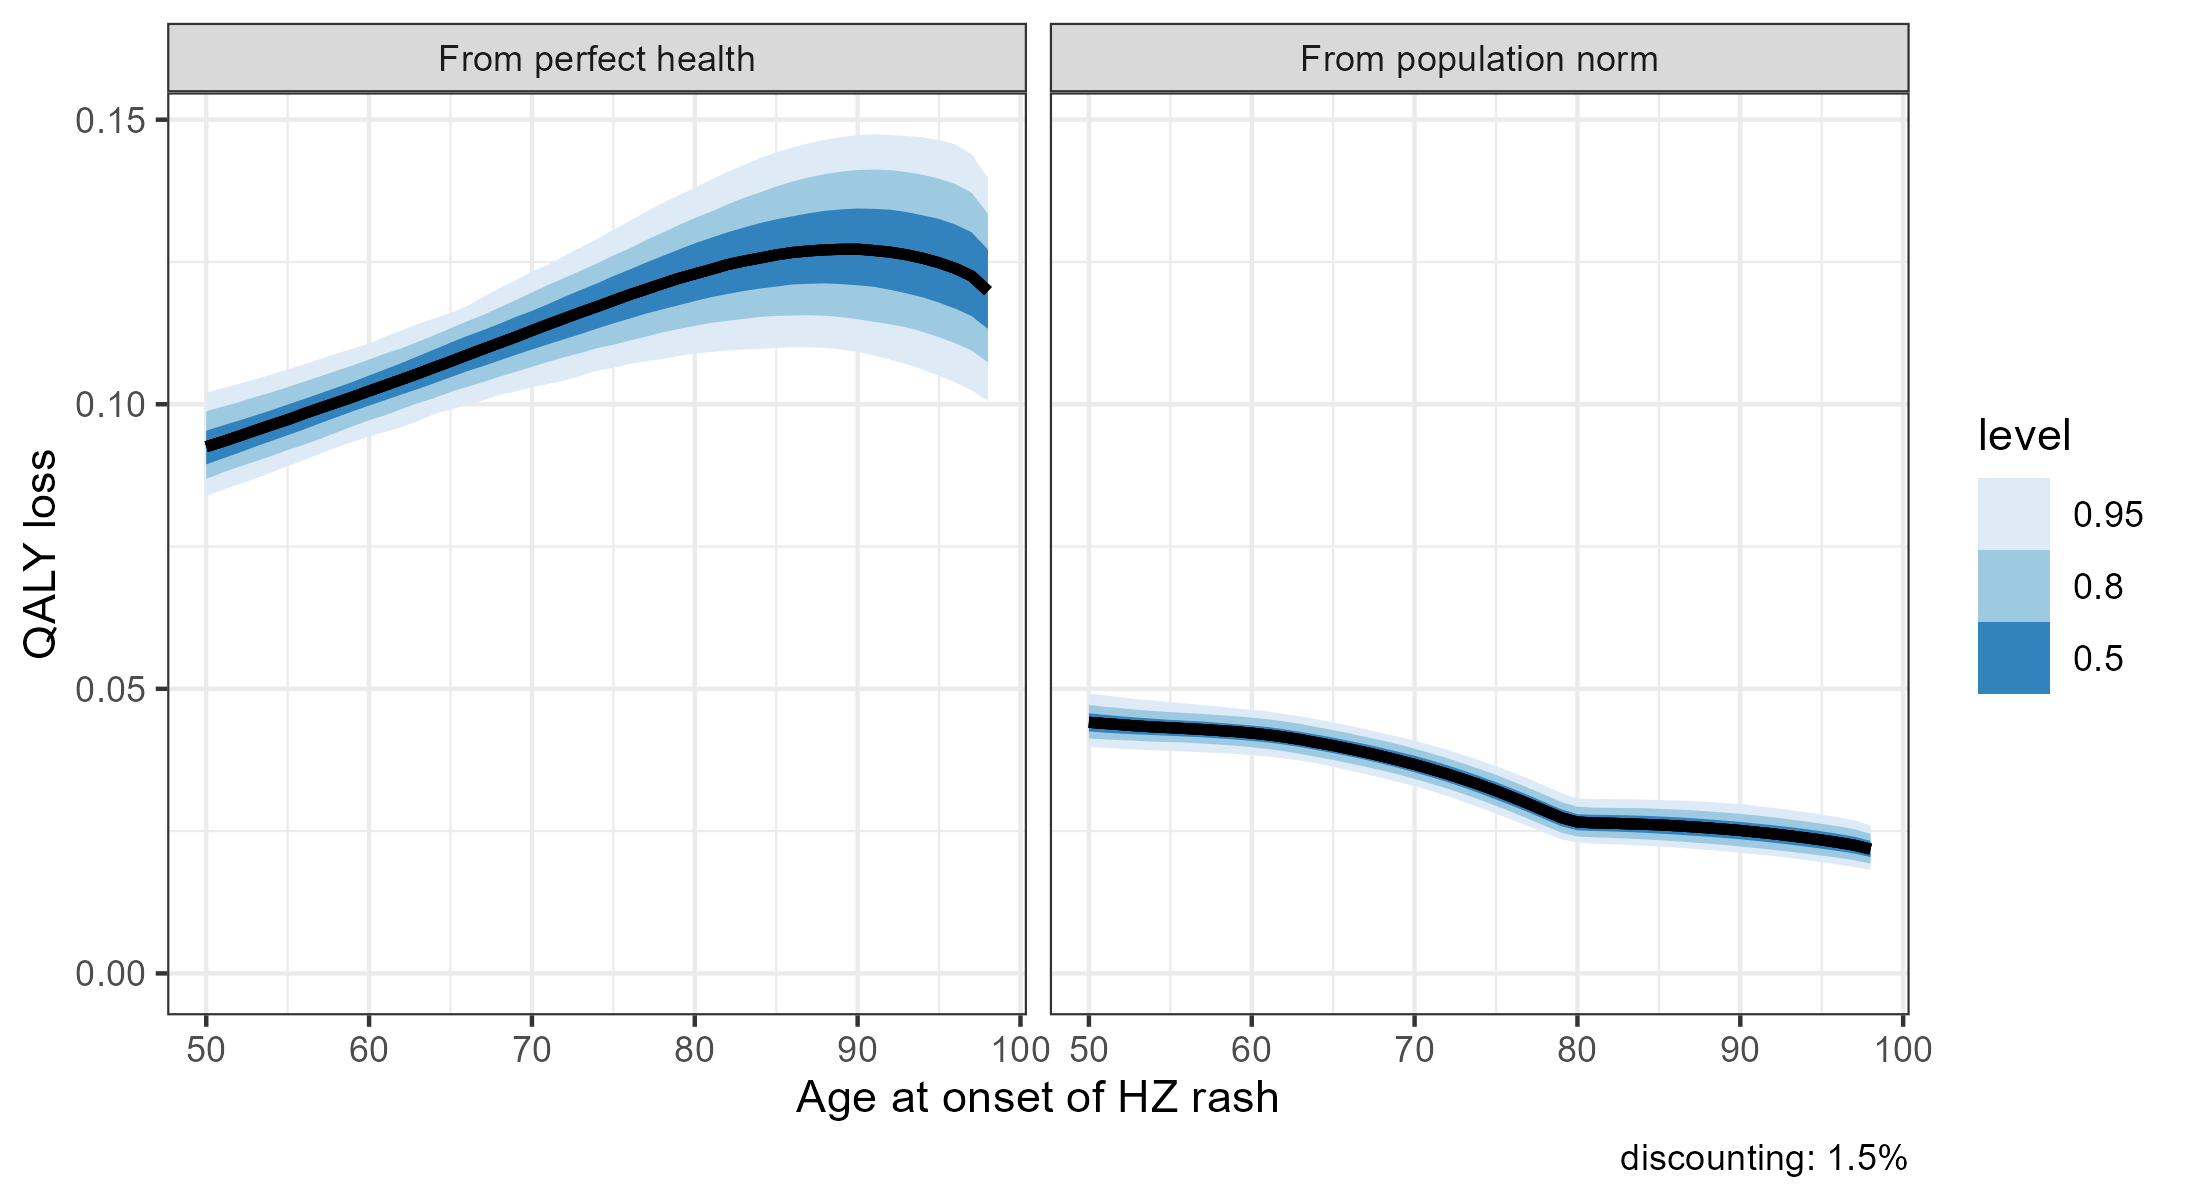 From perfect health
From population norm
QALY loss
0.15
0.10
0.05
0.00
50 60 70 80 90 100
50 60 70 80 90 100
Age at onset of HZ rash
level
0.95
0.8
0.5
discounting: 1.5%